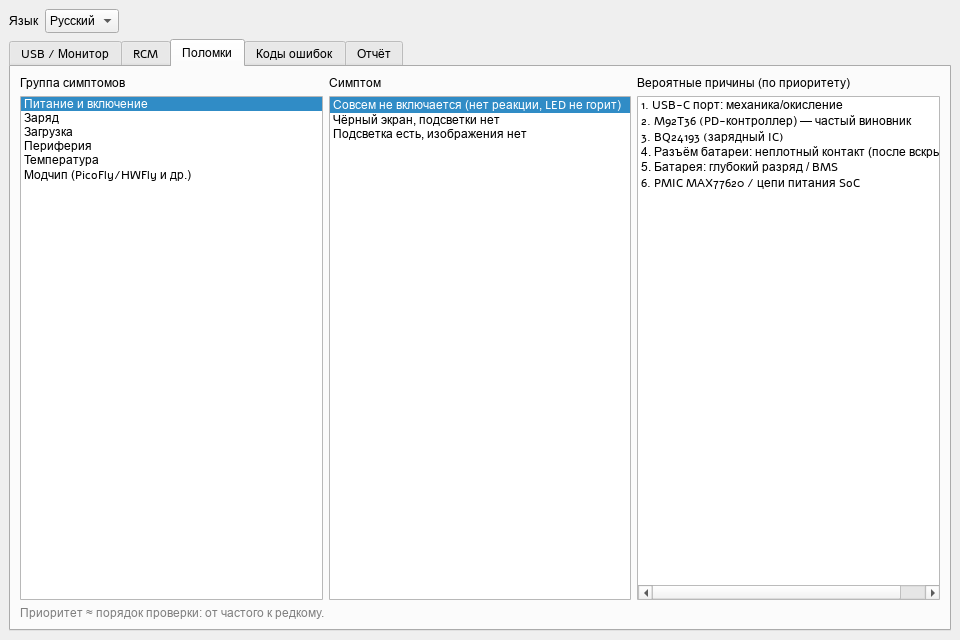 Язык Русский
USB / Монитор RCM Поломки Коды ошибок Отчёт
Группа симптомов
Питание и включение
Заряд
Загрузка
Периферия
Температура
Модчип (PicoFly/HWFly и др.)
Симптом
Совсем не включается (нет реакции, LED не горит)
Чёрный экран, подсветки нет
Подсветка есть, изображения нет
Вероятные причины (по приоритету)
1. USB-C порт: механика/окисление
2. M92T36 (PD-контроллер) — частый виновник
3. BQ24193 (зарядный IC)
4. Разъём батареи: неплотный контакт (после вскры
5. Батарея: глубокий разряд / BMS
6. PMIC MAX77620 / цепи питания SoC
Приоритет ≈ порядок проверки: от частого к редкому.